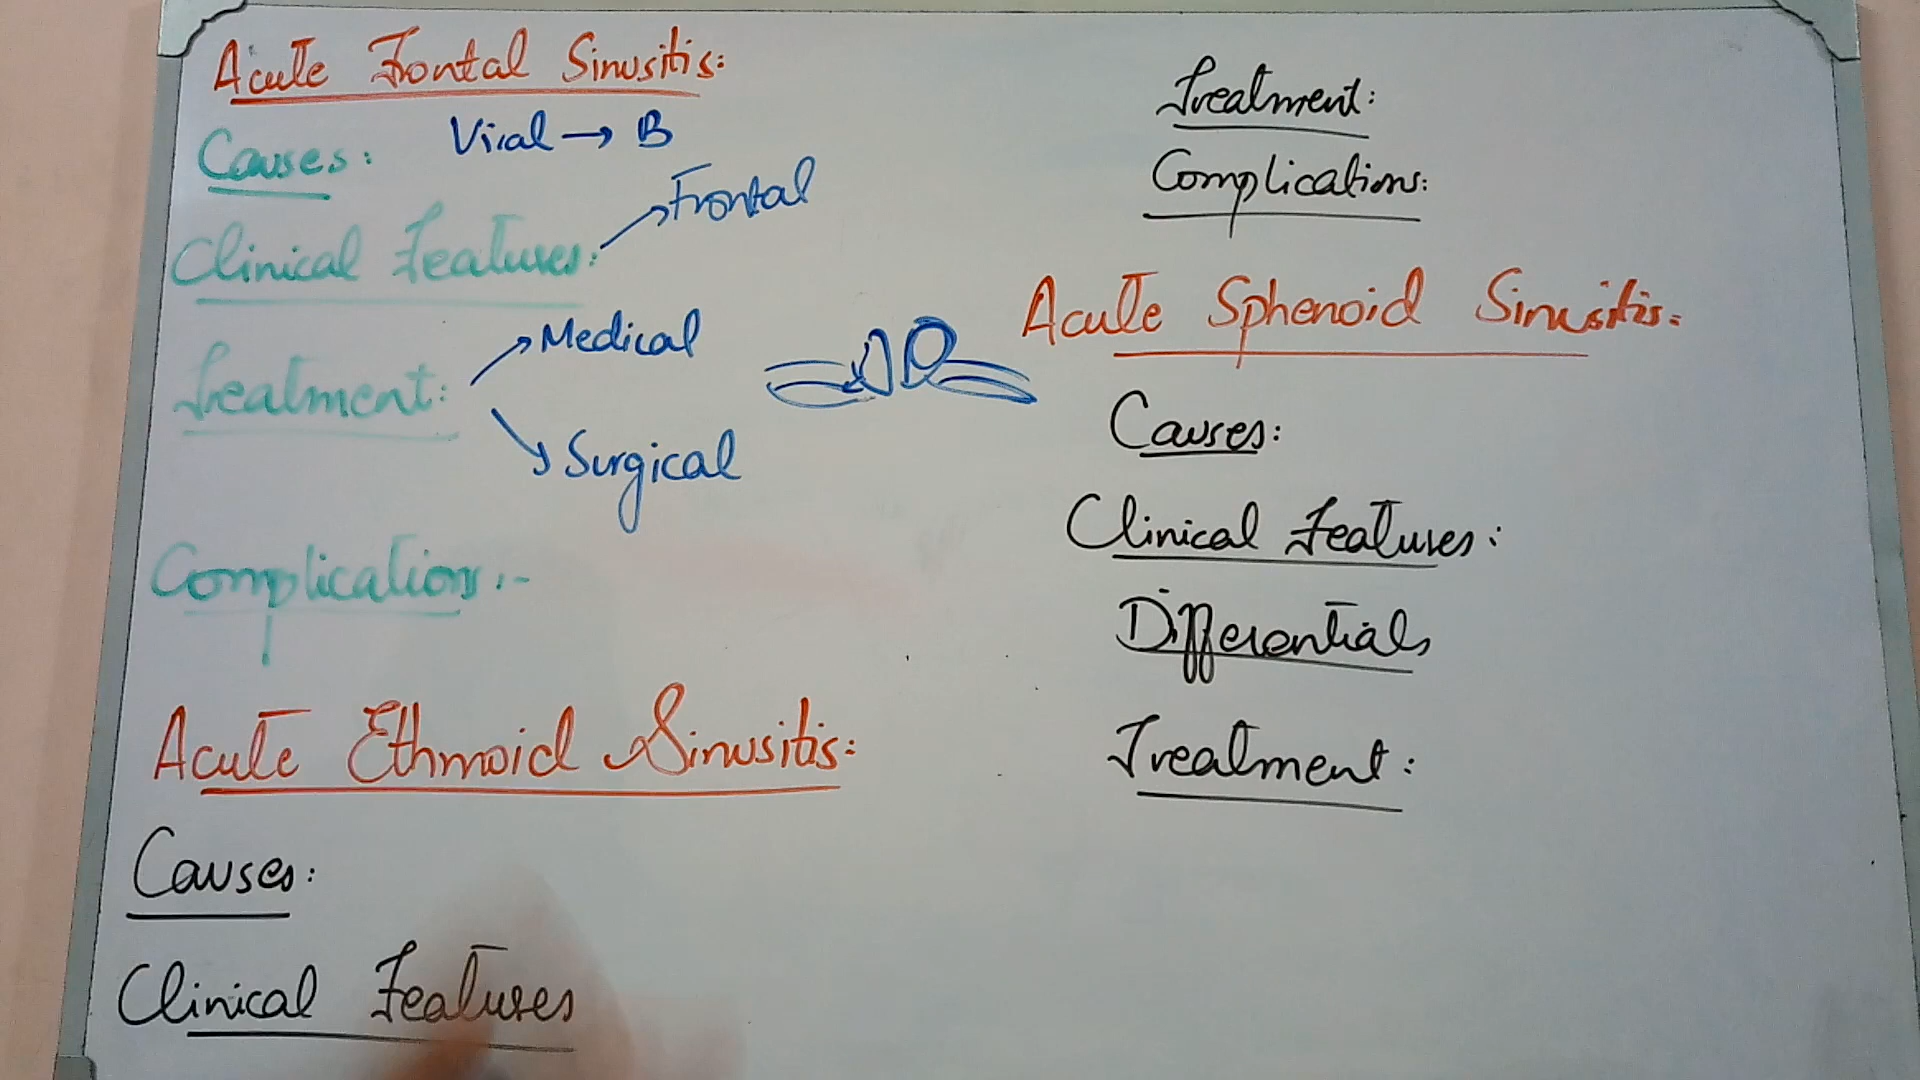 Acute Frontal Sinusitis:
Causes: Viral → B
Clinical Features: → Frontal
Treatment: → Medical
→ Surgical
Complications:-
Acute Ethmoid Sinusitis:
Causes:
Clinical Features
Treatment:
Complications:
Acute Sphenoid Sinusitis:
Causes:
Clinical Features:
Differentials
Treatment: